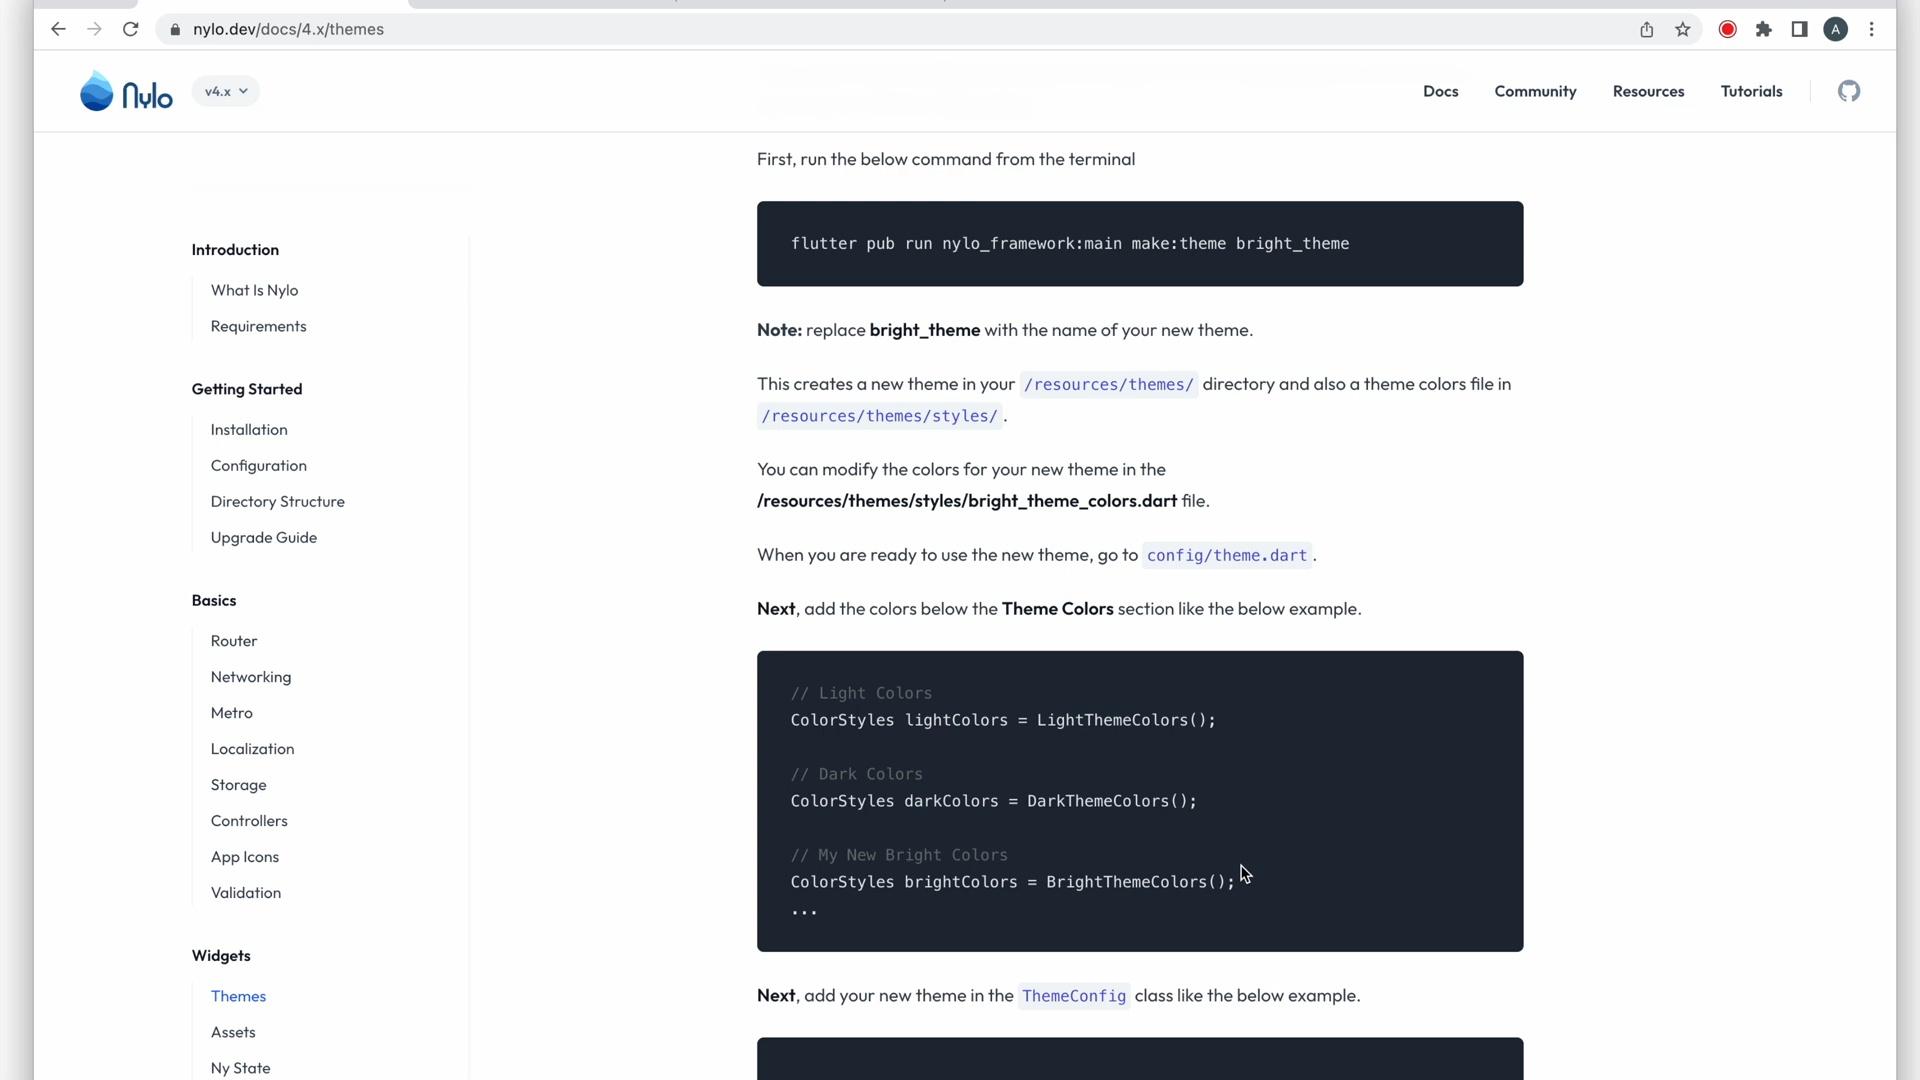 nylo.dev/docs/4.x/themes
A
Nylo
v4.x
Docs
Community
Resources
Tutorials
Introduction
What Is Nylo
Requirements
Getting Started
Installation
Configuration
Directory Structure
Upgrade Guide
Basics
Router
Networking
Metro
Localization
Storage
Controllers
App Icons
Validation
Widgets
Themes
Assets
Ny State
First, run the below command from the terminal
flutter pub run nylo_framework:main make:theme bright_theme
Note: replace bright_theme with the name of your new theme.
This creates a new theme in your /resources/themes/ directory and also a theme colors file in
/resources/themes/styles/ .
You can modify the colors for your new theme in the
/resources/themes/styles/bright_theme_colors.dart file.
When you are ready to use the new theme, go to config/theme.dart .
Next, add the colors below the Theme Colors section like the below example.
// Light Colors
ColorStyles lightColors = LightThemeColors();
// Dark Colors
ColorStyles darkColors = DarkThemeColors();
// My New Bright Colors
ColorStyles brightColors = BrightThemeColors();
...
Next, add your new theme in the ThemeConfig class like the below example.